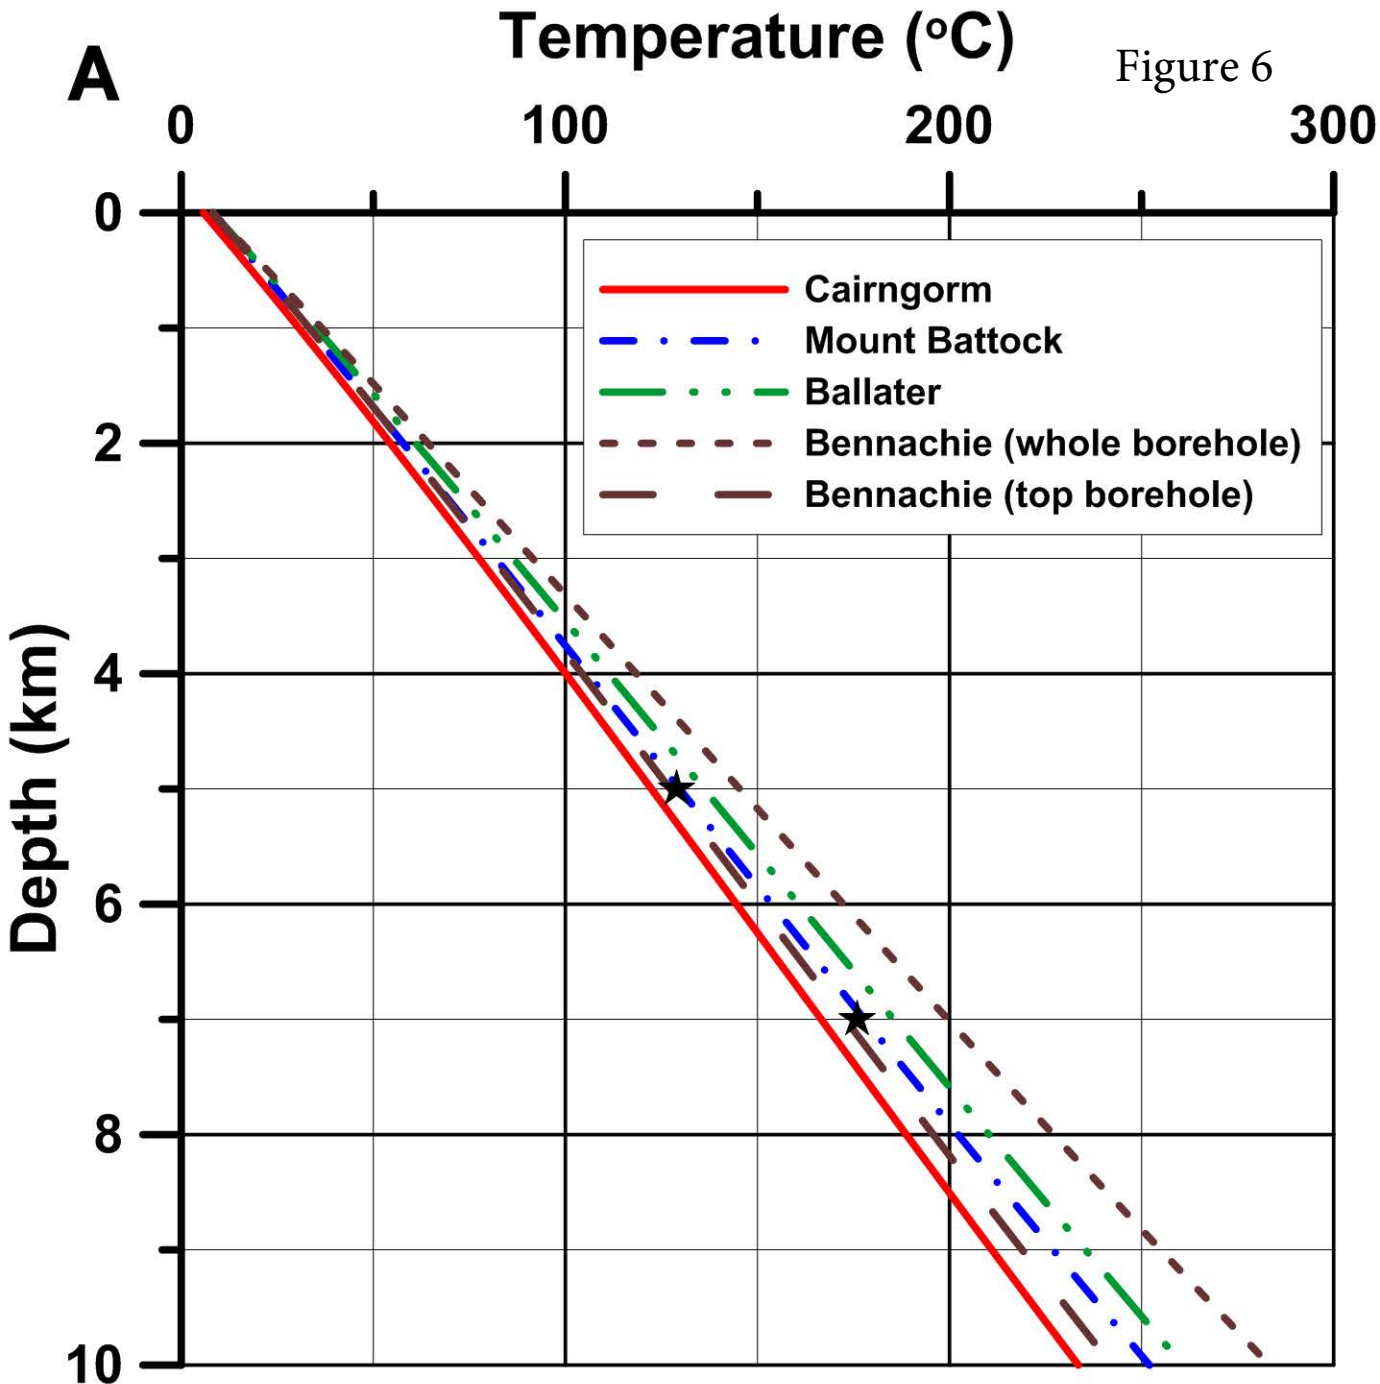 Temperature (oC)
A
Figure 6
0 100 200 300
0
2
4
6
8
10
Depth (km)
Cairngorm
Mount Battock
Ballater
Bennachie (whole borehole)
Bennachie (top borehole)